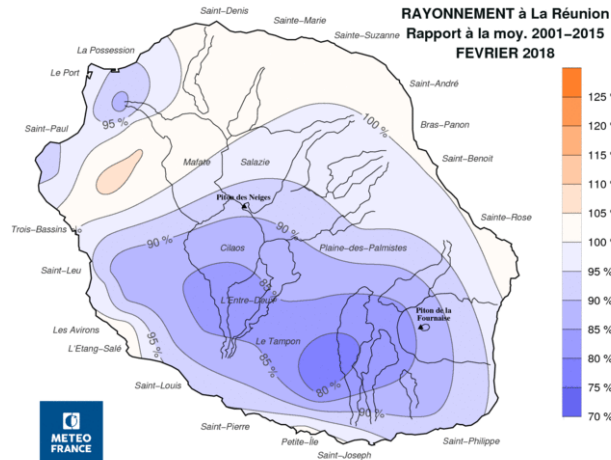 RAYONNEMENT à La Réunion
Rapport à la moy. 2001−2015
FEVRIER 2018
Saint-Denis
Sainte-Marie
Sainte-Suzanne
La Possession
Le Port
Saint-André
95 %
100 %
Saint-Paul
Bras-Panon
Mafate
Salazie
Saint-Benoit
Piton des Neiges
90 %
Sainte-Rose
Trois-Bassins
90 %
Cilaos
Plaine-des-Palmistes
Saint-Leu
85 %
L'Entre-Deux
Piton de la
Fournaise
Les Avirons
95 %
L'Etang-Salé
Le Tampon
85 %
Saint-Louis
80 %
90 %
Saint-Pierre
Petite-Île
Saint-Joseph
Saint-Philippe
125 %
120 %
115 %
110 %
105 %
100 %
95 %
90 %
85 %
80 %
75 %
70 %
METEO
FRANCE